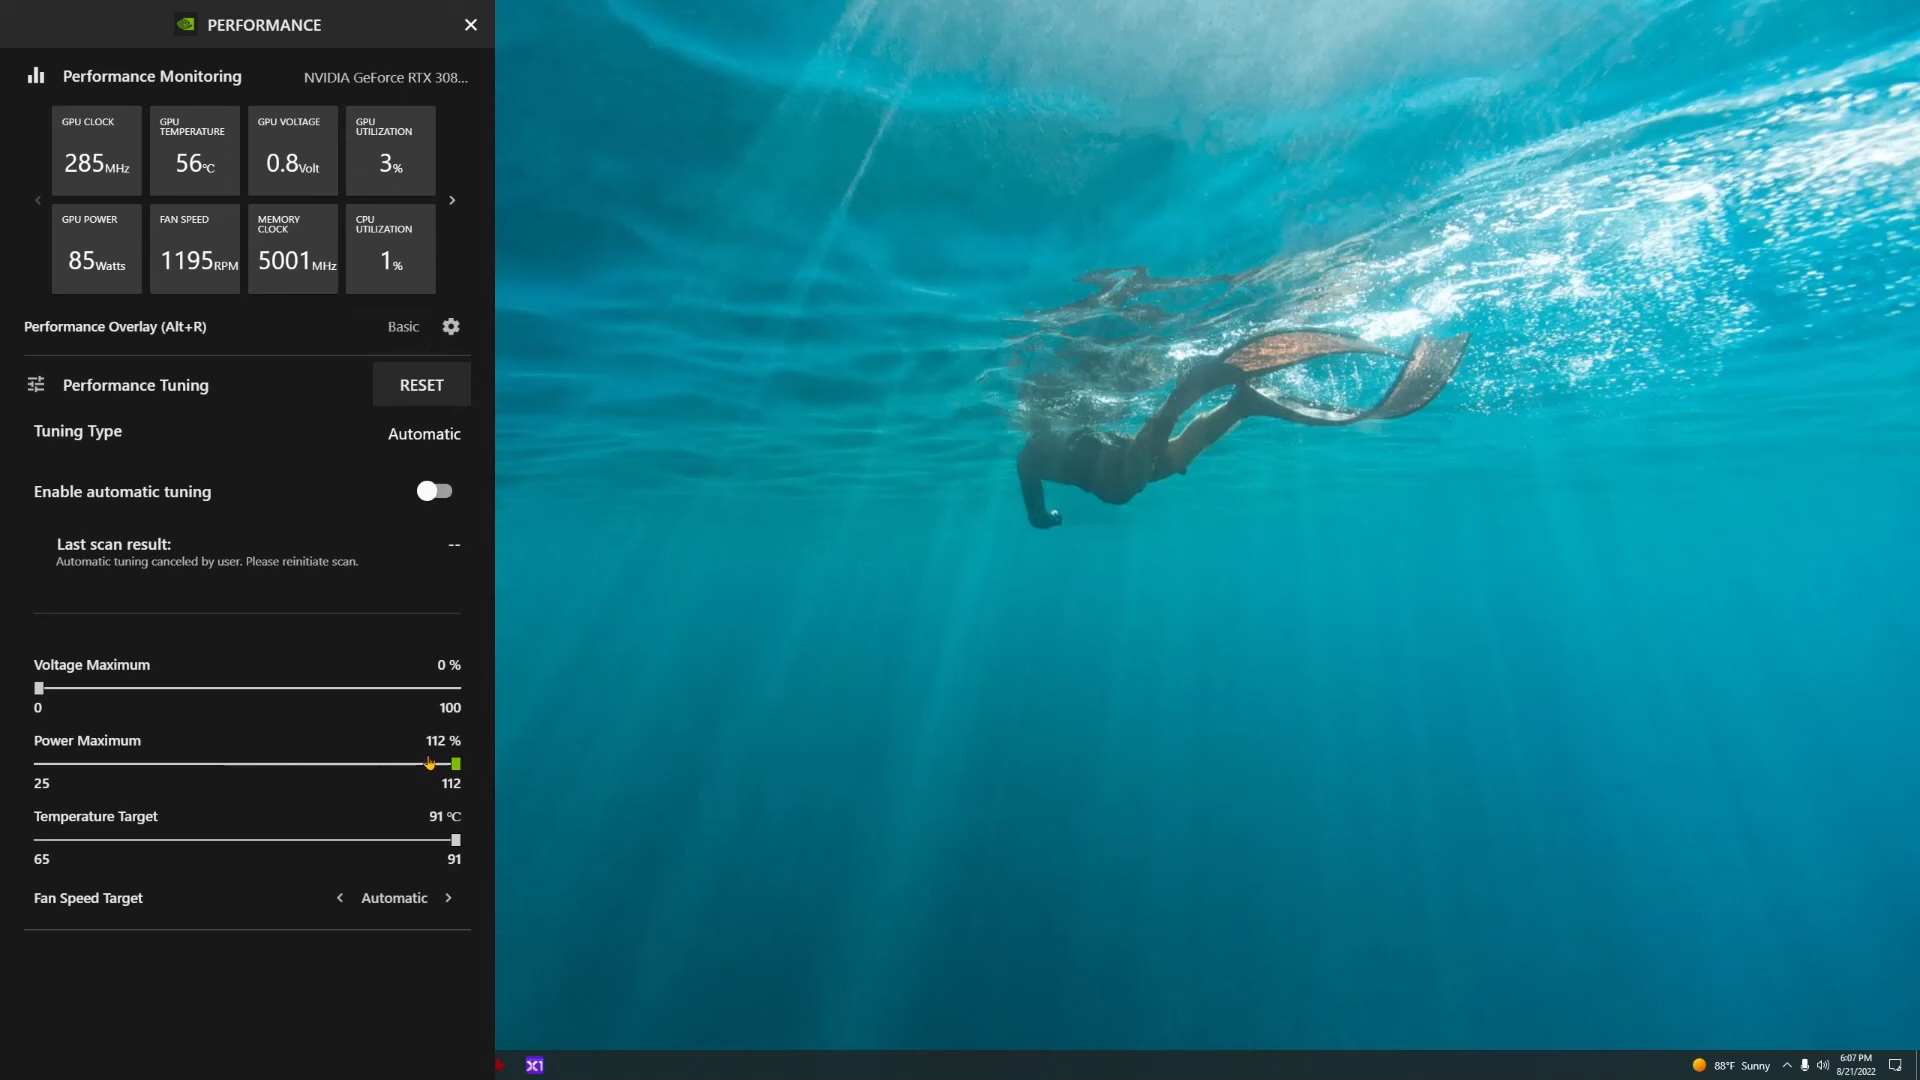 PERFORMANCE
Performance Monitoring
NVIDIA GeForce RTX 308...
GPU CLOCK
285MHz
GPU
TEMPERATURE
56°C
GPU VOLTAGE
0.8Volt
GPU
UTILIZATION
3%
GPU POWER
85Watts
FAN SPEED
1195RPM
MEMORY
CLOCK
5001MHz
CPU
UTILIZATION
1%
Performance Overlay (Alt+R)
Basic
Performance Tuning
RESET
Tuning Type
Automatic
Enable automatic tuning
Last scan result:
--
Automatic tuning canceled by user. Please reinitiate scan.
Voltage Maximum
0 %
0
100
Power Maximum
112 %
25
112
Temperature Target
91 °C
65
91
Fan Speed Target
Automatic
X1
88°F Sunny
6:07 PM
8/21/2022